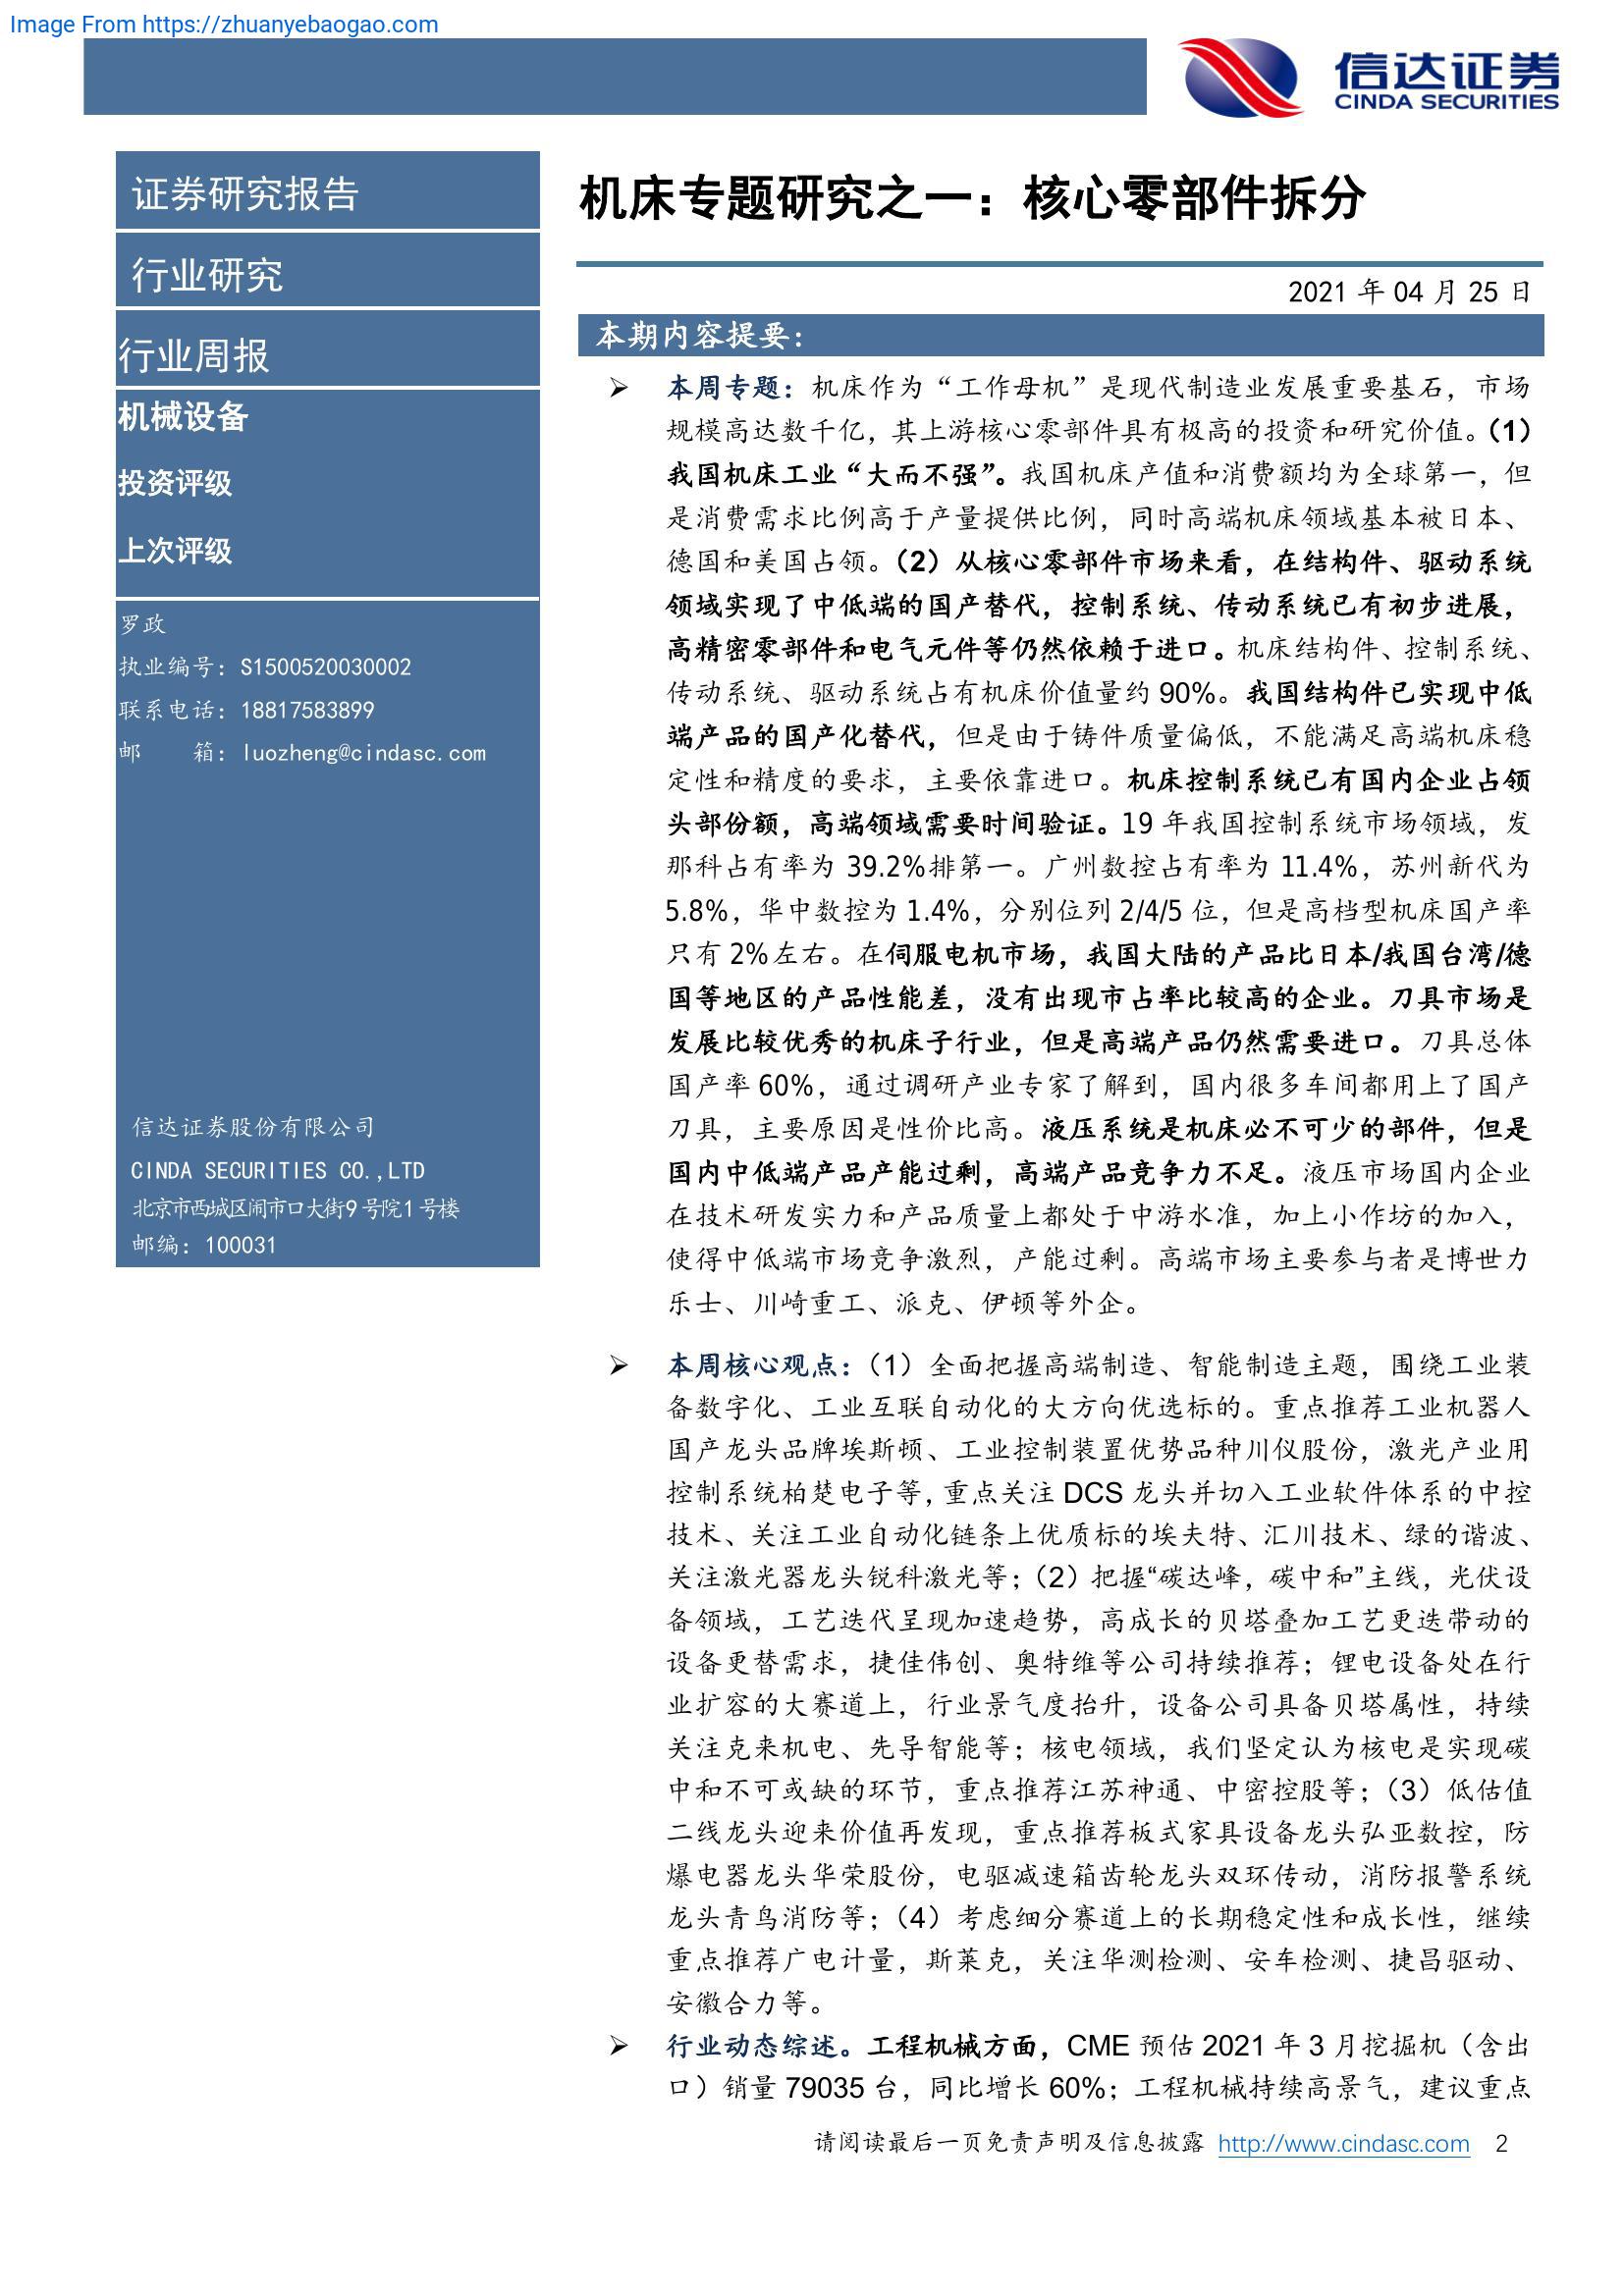 Image From https://zhuanyebaogao.com
信达证券
CINDA SECURITIES
证券研究报告
行业研究
行业周报
机械设备
投资评级
上次评级
罗政
执业编号：S1500520030002
联系电话：18817583899
邮　　箱：luozheng@cindasc.com
信达证券股份有限公司
CINDA SECURITIES CO.,LTD
北京市西城区闹市口大街9号院1号楼
邮编：100031
机床专题研究之一：核心零部件拆分
2021 年 04 月 25 日
本期内容提要：
➢ 本周专题：机床作为“工作母机”是现代制造业发展重要基石，市场
规模高达数千亿，其上游核心零部件具有极高的投资和研究价值。（1）
我国机床工业“大而不强”。我国机床产值和消费额均为全球第一，但
是消费需求比例高于产量提供比例，同时高端机床领域基本被日本、
德国和美国占领。（2）从核心零部件市场来看，在结构件、驱动系统
领域实现了中低端的国产替代，控制系统、传动系统已有初步进展，
高精密零部件和电气元件等仍然依赖于进口。机床结构件、控制系统、
传动系统、驱动系统占有机床价值量约 90%。我国结构件已实现中低
端产品的国产化替代，但是由于铸件质量偏低，不能满足高端机床稳
定性和精度的要求，主要依靠进口。机床控制系统已有国内企业占领
头部份额，高端领域需要时间验证。19 年我国控制系统市场领域，发
那科占有率为 39.2%排第一。广州数控占有率为 11.4%，苏州新代为
5.8%，华中数控为 1.4%，分别位列 2/4/5 位，但是高档型机床国产率
只有 2%左右。在伺服电机市场，我国大陆的产品比日本/我国台湾/德
国等地区的产品性能差，没有出现市占率比较高的企业。刀具市场是
发展比较优秀的机床子行业，但是高端产品仍然需要进口。刀具总体
国产率 60%，通过调研产业专家了解到，国内很多车间都用上了国产
刀具，主要原因是性价比高。液压系统是机床必不可少的部件，但是
国内中低端产品产能过剩，高端产品竞争力不足。液压市场国内企业
在技术研发实力和产品质量上都处于中游水准，加上小作坊的加入，
使得中低端市场竞争激烈，产能过剩。高端市场主要参与者是博世力
乐士、川崎重工、派克、伊顿等外企。
➢ 本周核心观点：（1）全面把握高端制造、智能制造主题，围绕工业装
备数字化、工业互联自动化的大方向优选标的。重点推荐工业机器人
国产龙头品牌埃斯顿、工业控制装置优势品种川仪股份，激光产业用
控制系统柏楚电子等，重点关注 DCS 龙头并切入工业软件体系的中控
技术、关注工业自动化链条上优质标的埃夫特、汇川技术、绿的谐波、
关注激光器龙头锐科激光等；（2）把握“碳达峰，碳中和”主线，光伏设
备领域，工艺迭代呈现加速趋势，高成长的贝塔叠加工艺更迭带动的
设备更替需求，捷佳伟创、奥特维等公司持续推荐；锂电设备处在行
业扩容的大赛道上，行业景气度抬升，设备公司具备贝塔属性，持续
关注克来机电、先导智能等；核电领域，我们坚定认为核电是实现碳
中和不可或缺的环节，重点推荐江苏神通、中密控股等；（3）低估值
二线龙头迎来价值再发现，重点推荐板式家具设备龙头弘亚数控，防
爆电器龙头华荣股份，电驱减速箱齿轮龙头双环传动，消防报警系统
龙头青鸟消防等；（4）考虑细分赛道上的长期稳定性和成长性，继续
重点推荐广电计量，斯莱克，关注华测检测、安车检测、捷昌驱动、
安徽合力等。
➢ 行业动态综述。工程机械方面，CME 预估 2021 年 3 月挖掘机（含出
口）销量 79035 台，同比增长 60%；工程机械持续高景气，建议重点
请阅读最后一页免责声明及信息披露 http://www.cindasc.com 2